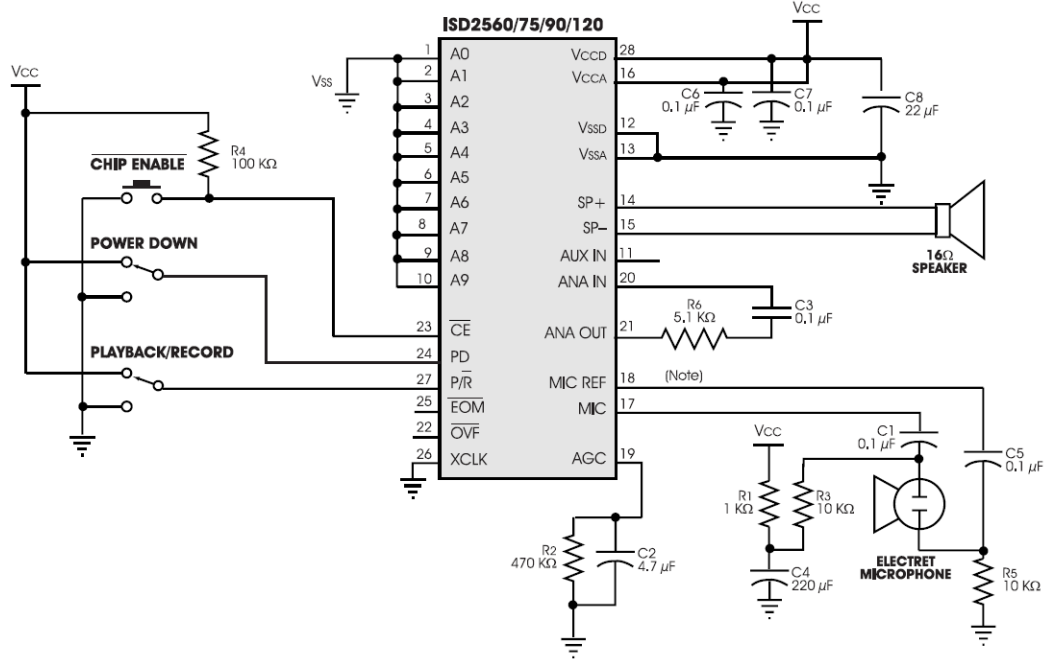 ISD2560/75/90/120
VCC
VCC
VSS
1 A0
2 A1
3 A2
4 A3
5 A4
6 A5
7 A6
8 A7
9 A8
10 A9
23 C̅E̅
24 PD
27 P/R̅
25 E̅O̅M̅
22 O̅V̅F̅
26 XCLK
VCCD 28
VCCA 16
VSSD 12
VSSA 13
SP+ 14
SP– 15
AUX IN 11
ANA IN 20
ANA OUT 21
MIC REF 18
MIC 17
AGC 19
C̅H̅I̅P̅ E̅N̅A̅B̅L̅E̅
R4
100 KΩ
POWER DOWN
PLAYBACK/RECORD
C6
0.1 µF
C7
0.1 µF
C8
22 µF
16Ω
SPEAKER
R6
5.1 KΩ
C3
0.1 µF
(Note)
C1
0.1 µF
C5
0.1 µF
VCC
R1
1 KΩ
R3
10 KΩ
C4
220 µF
ELECTRET
MICROPHONE
R5
10 KΩ
R2
470 KΩ
C2
4.7 µF